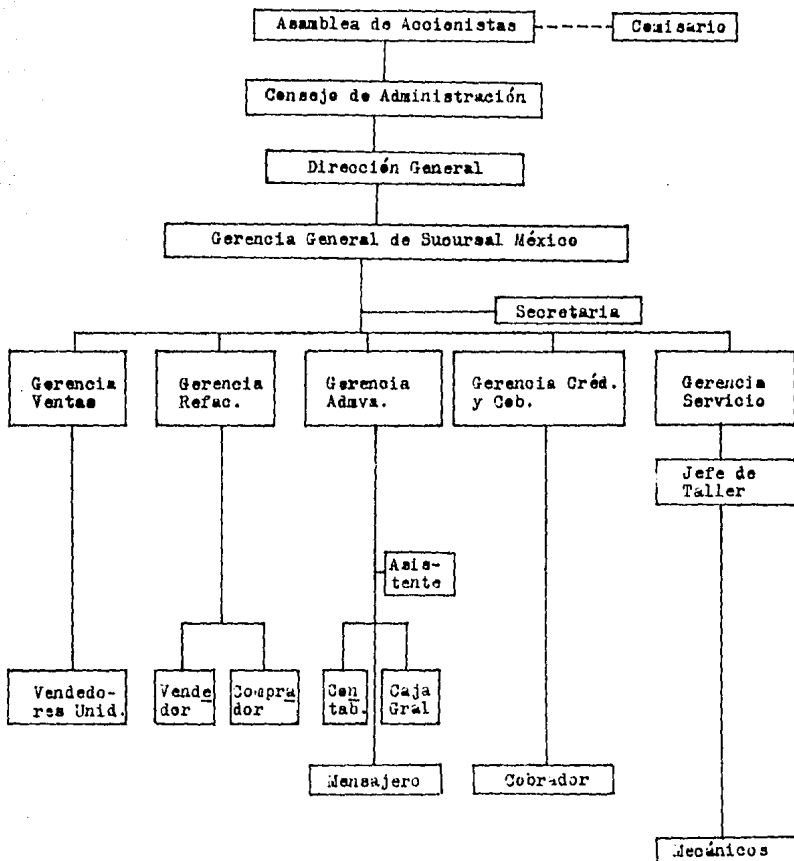 Asamblea de Accionistas
Comisario
Consejo de Administración
Dirección General
Gerencia General de Sucursal México
Secretaria
Gerencia
Ventas
Gerencia
Refac.
Gerencia
Admva.
Gerencia Créd.
y Cob.
Gerencia
Servicio
Jefe de
Taller
Asis-
tente
Vendedo-
res Unid.
Vende
dor
Compra
dor
Con
tab.
Caja
Gral
Mensajero
Cobrador
Mecánicos